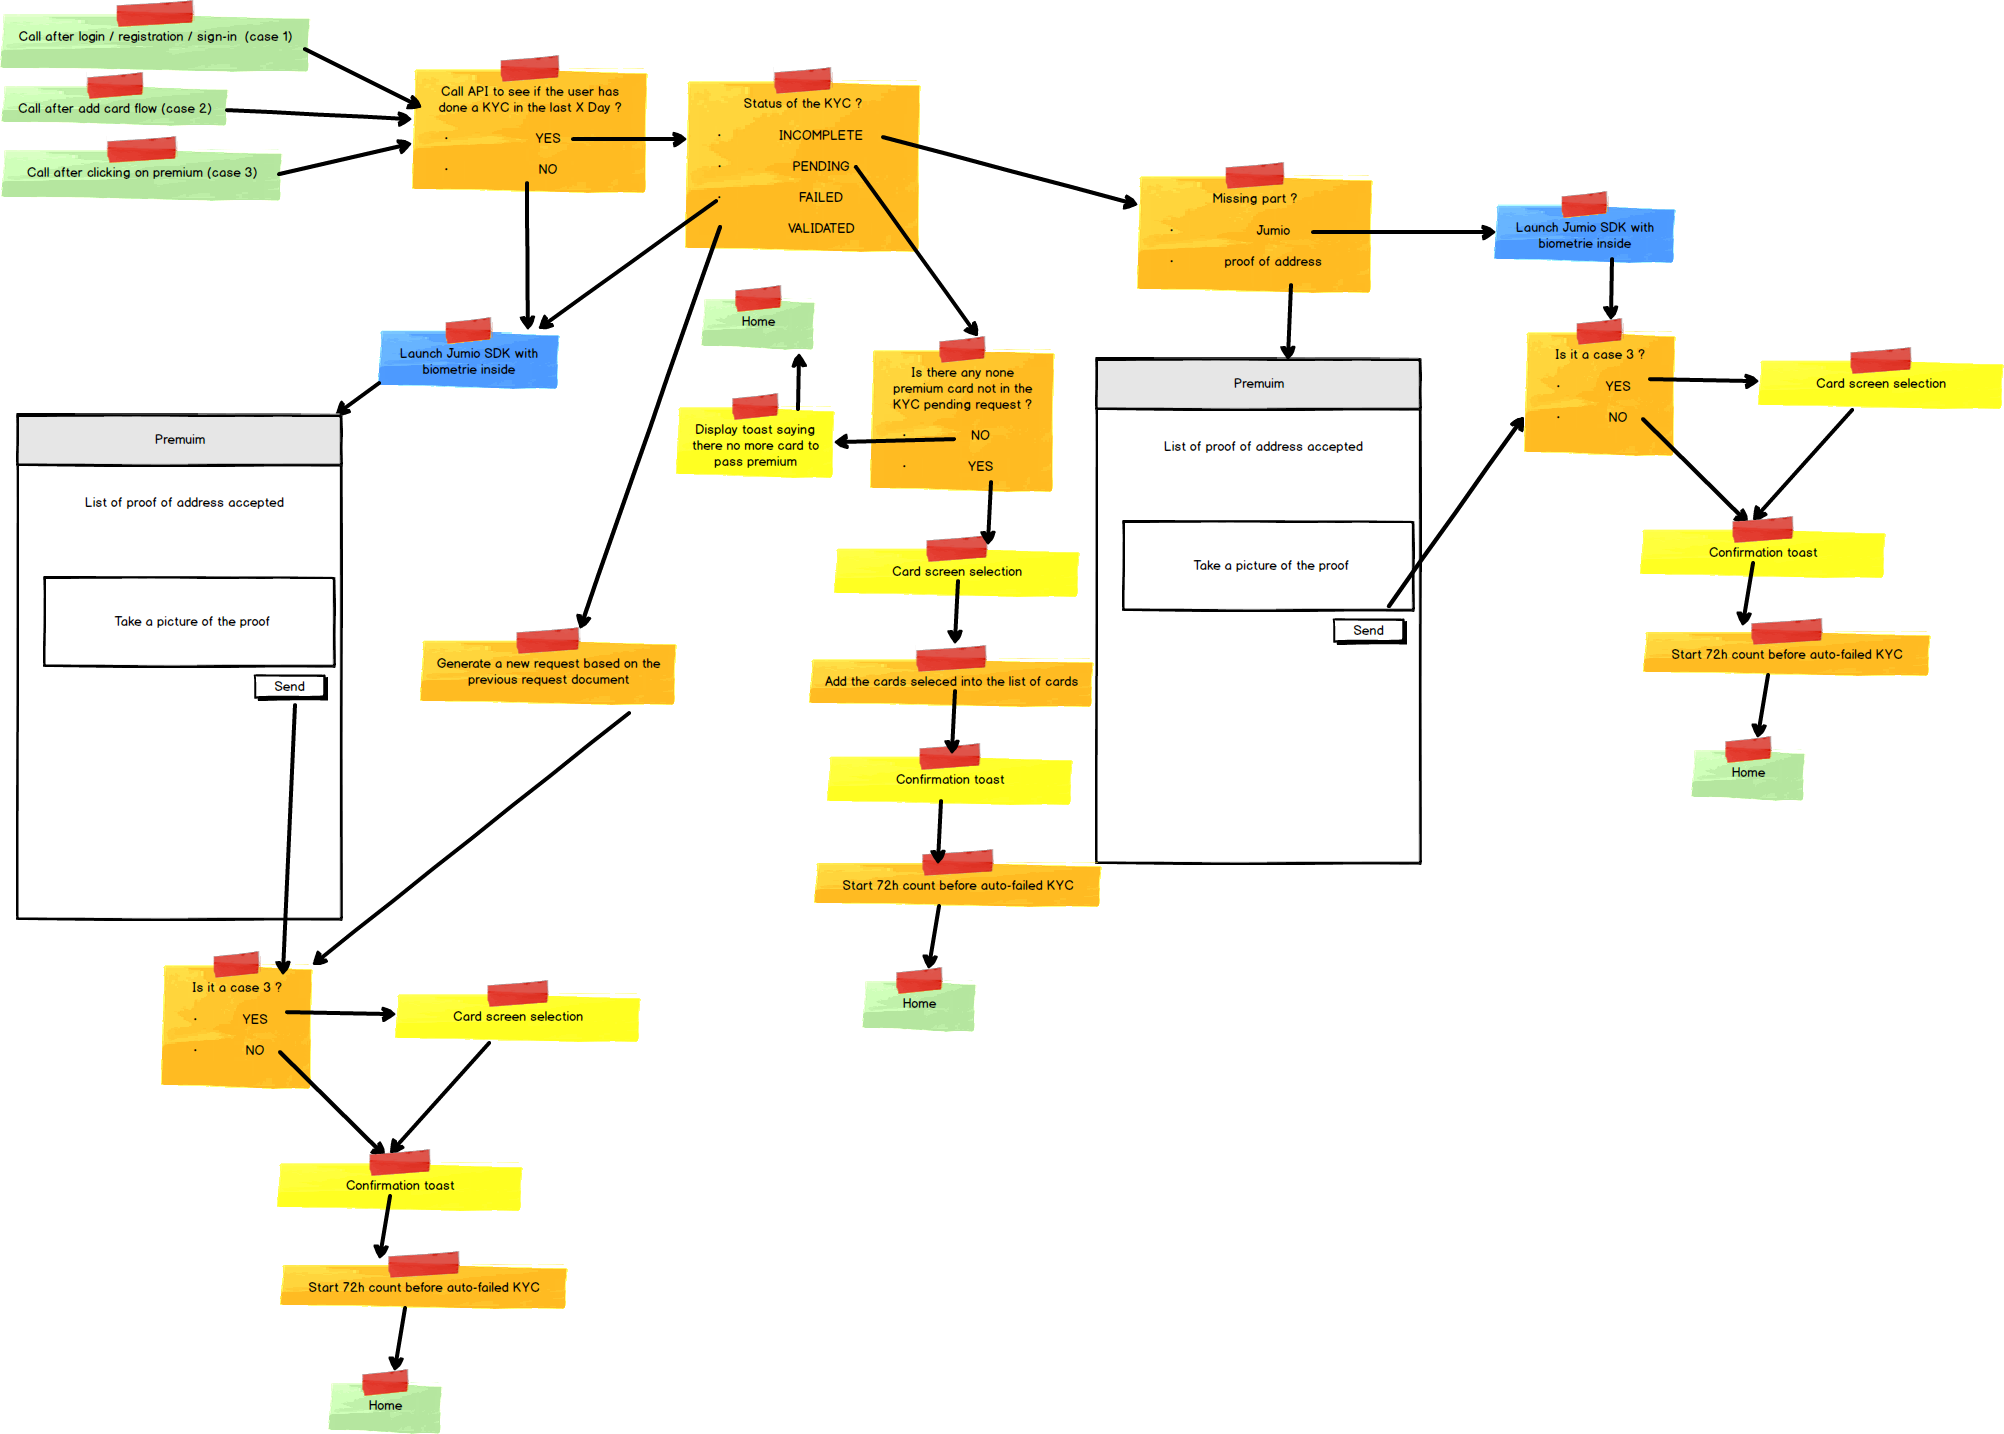 Call after login / registration / sign-in  (case 1)
Call after add card flow (case 2)
Call after clicking on premium (case 3)
Call API to see if the user has
done a KYC in the last X Day ?
YES
NO
Status of the KYC ?
INCOMPLETE
PENDING
FAILED
VALIDATED
Missing part ?
Jumio
proof of address
Launch Jumio SDK with
biometrie inside
Is it a case 3 ?
YES
NO
Card screen selection
Confirmation toast
Start 72h count before auto-failed KYC
Home
Premuim
List of proof of address accepted
Take a picture of the proof
Send
Home
Display toast saying
there no more card to
pass premium
Is there any none
premium card not in the
KYC pending request ?
NO
YES
Card screen selection
Add the cards seleced into the list of cards
Confirmation toast
Start 72h count before auto-failed KYC
Home
Launch Jumio SDK with
biometrie inside
Premuim
List of proof of address accepted
Take a picture of the proof
Send
Generate a new request based on the
previous request document
Is it a case 3 ?
YES
NO
Card screen selection
Confirmation toast
Start 72h count before auto-failed KYC
Home